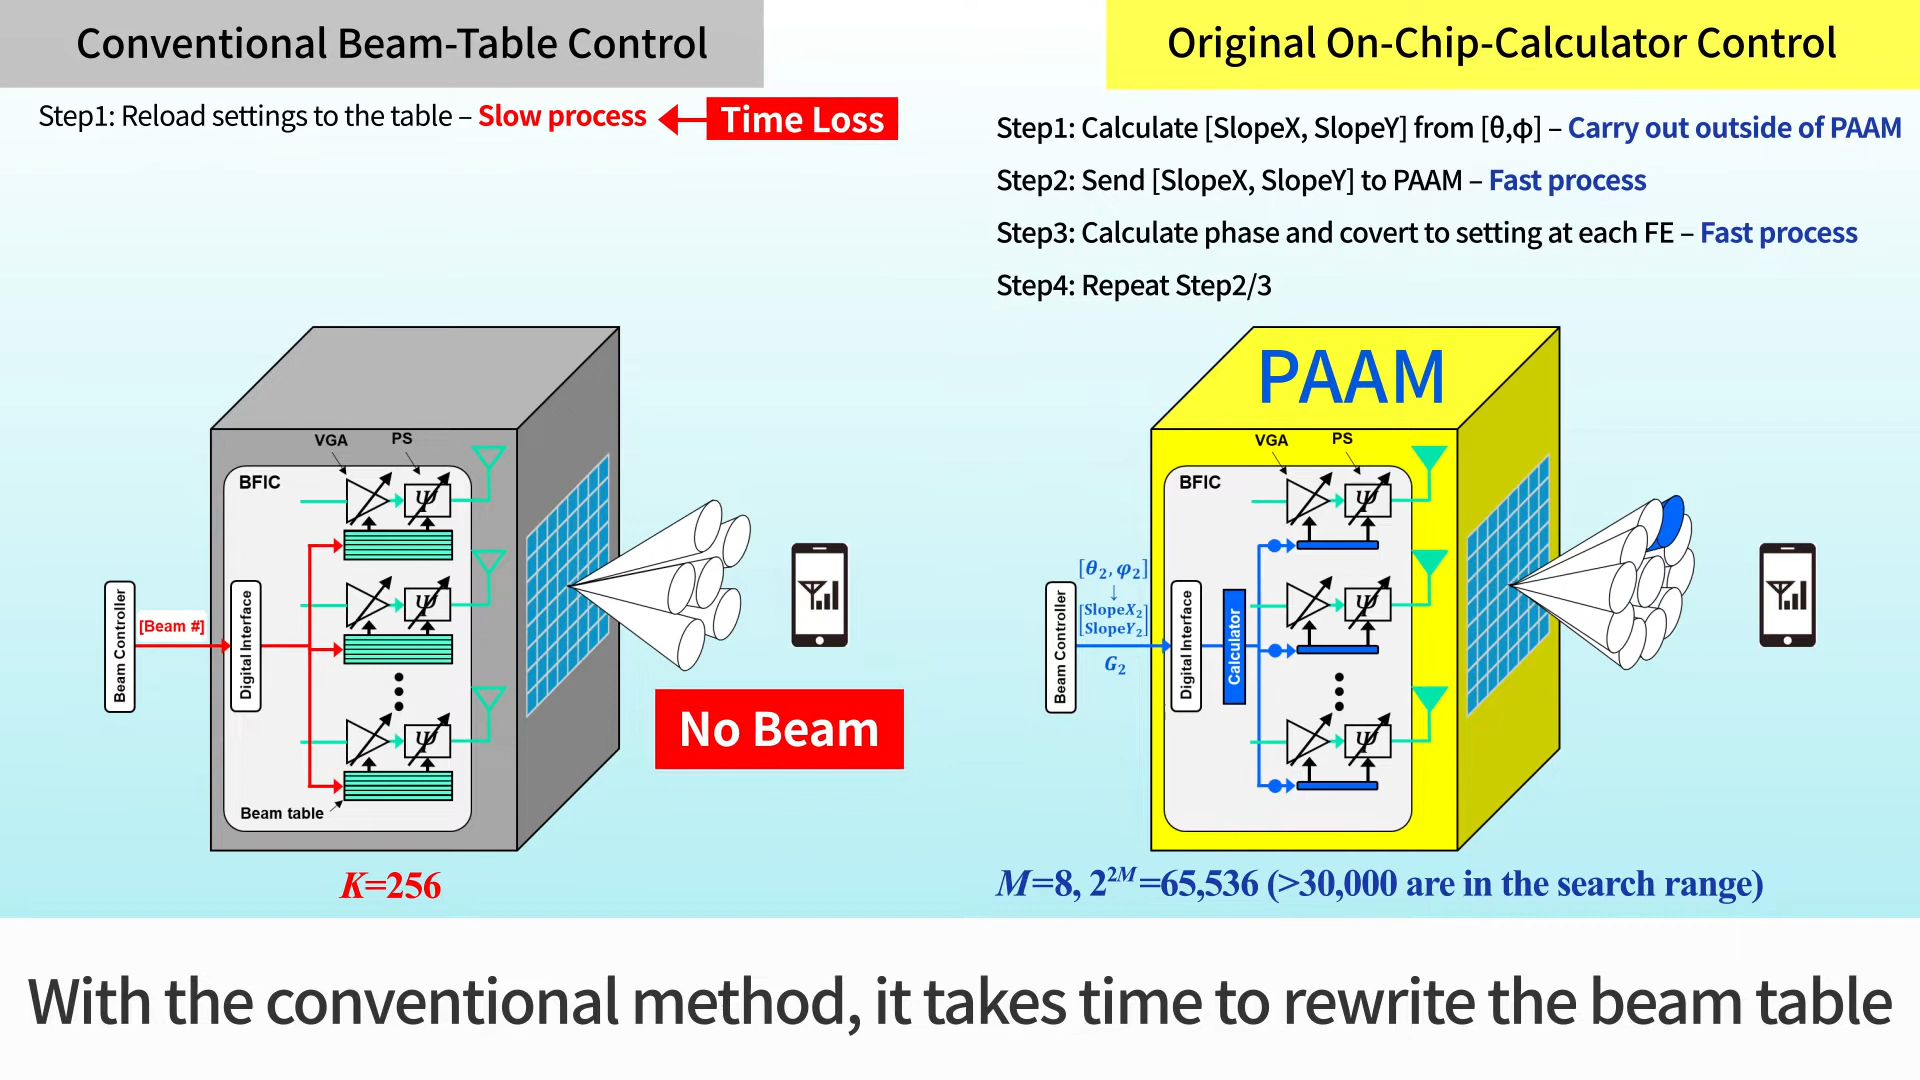 Conventional Beam-Table Control
Step1: Reload settings to the table – Slow process
Time Loss
VGA
PS
BFIC
Ψ
Ψ
Ψ
Beam Controller
[Beam #]
Digital Interface
Beam table
No Beam
K=256
Original On-Chip-Calculator Control
Step1: Calculate [SlopeX, SlopeY] from [θ,ϕ] – Carry out outside of PAAM
Step2: Send [SlopeX, SlopeY] to PAAM – Fast process
Step3: Calculate phase and covert to setting at each FE – Fast process
Step4: Repeat Step2/3
PAAM
VGA
PS
BFIC
Ψ
Ψ
Ψ
Beam Controller
[θ₂, φ₂]
↓
[SlopeX₂]
[SlopeY₂]
G₂
Digital Interface
Calculator
M=8, 2²ᴹ=65,536 (>30,000 are in the search range)
With the conventional method, it takes time to rewrite the beam table